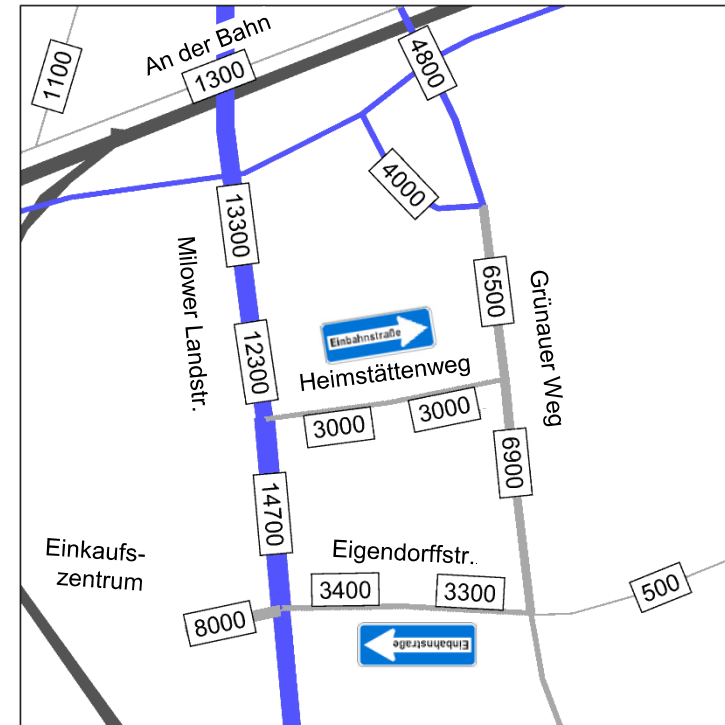 An der Bahn
1100
1300
4800
4000
13300
6500
Milower Landstr.
Grünauer Weg
Einbahnstraße
12300
Heimstättenweg
3000
3000
6900
14700
Einkaufs-
zentrum
Eigendorffstr..
3400
3300
500
8000
Einbahnstraße